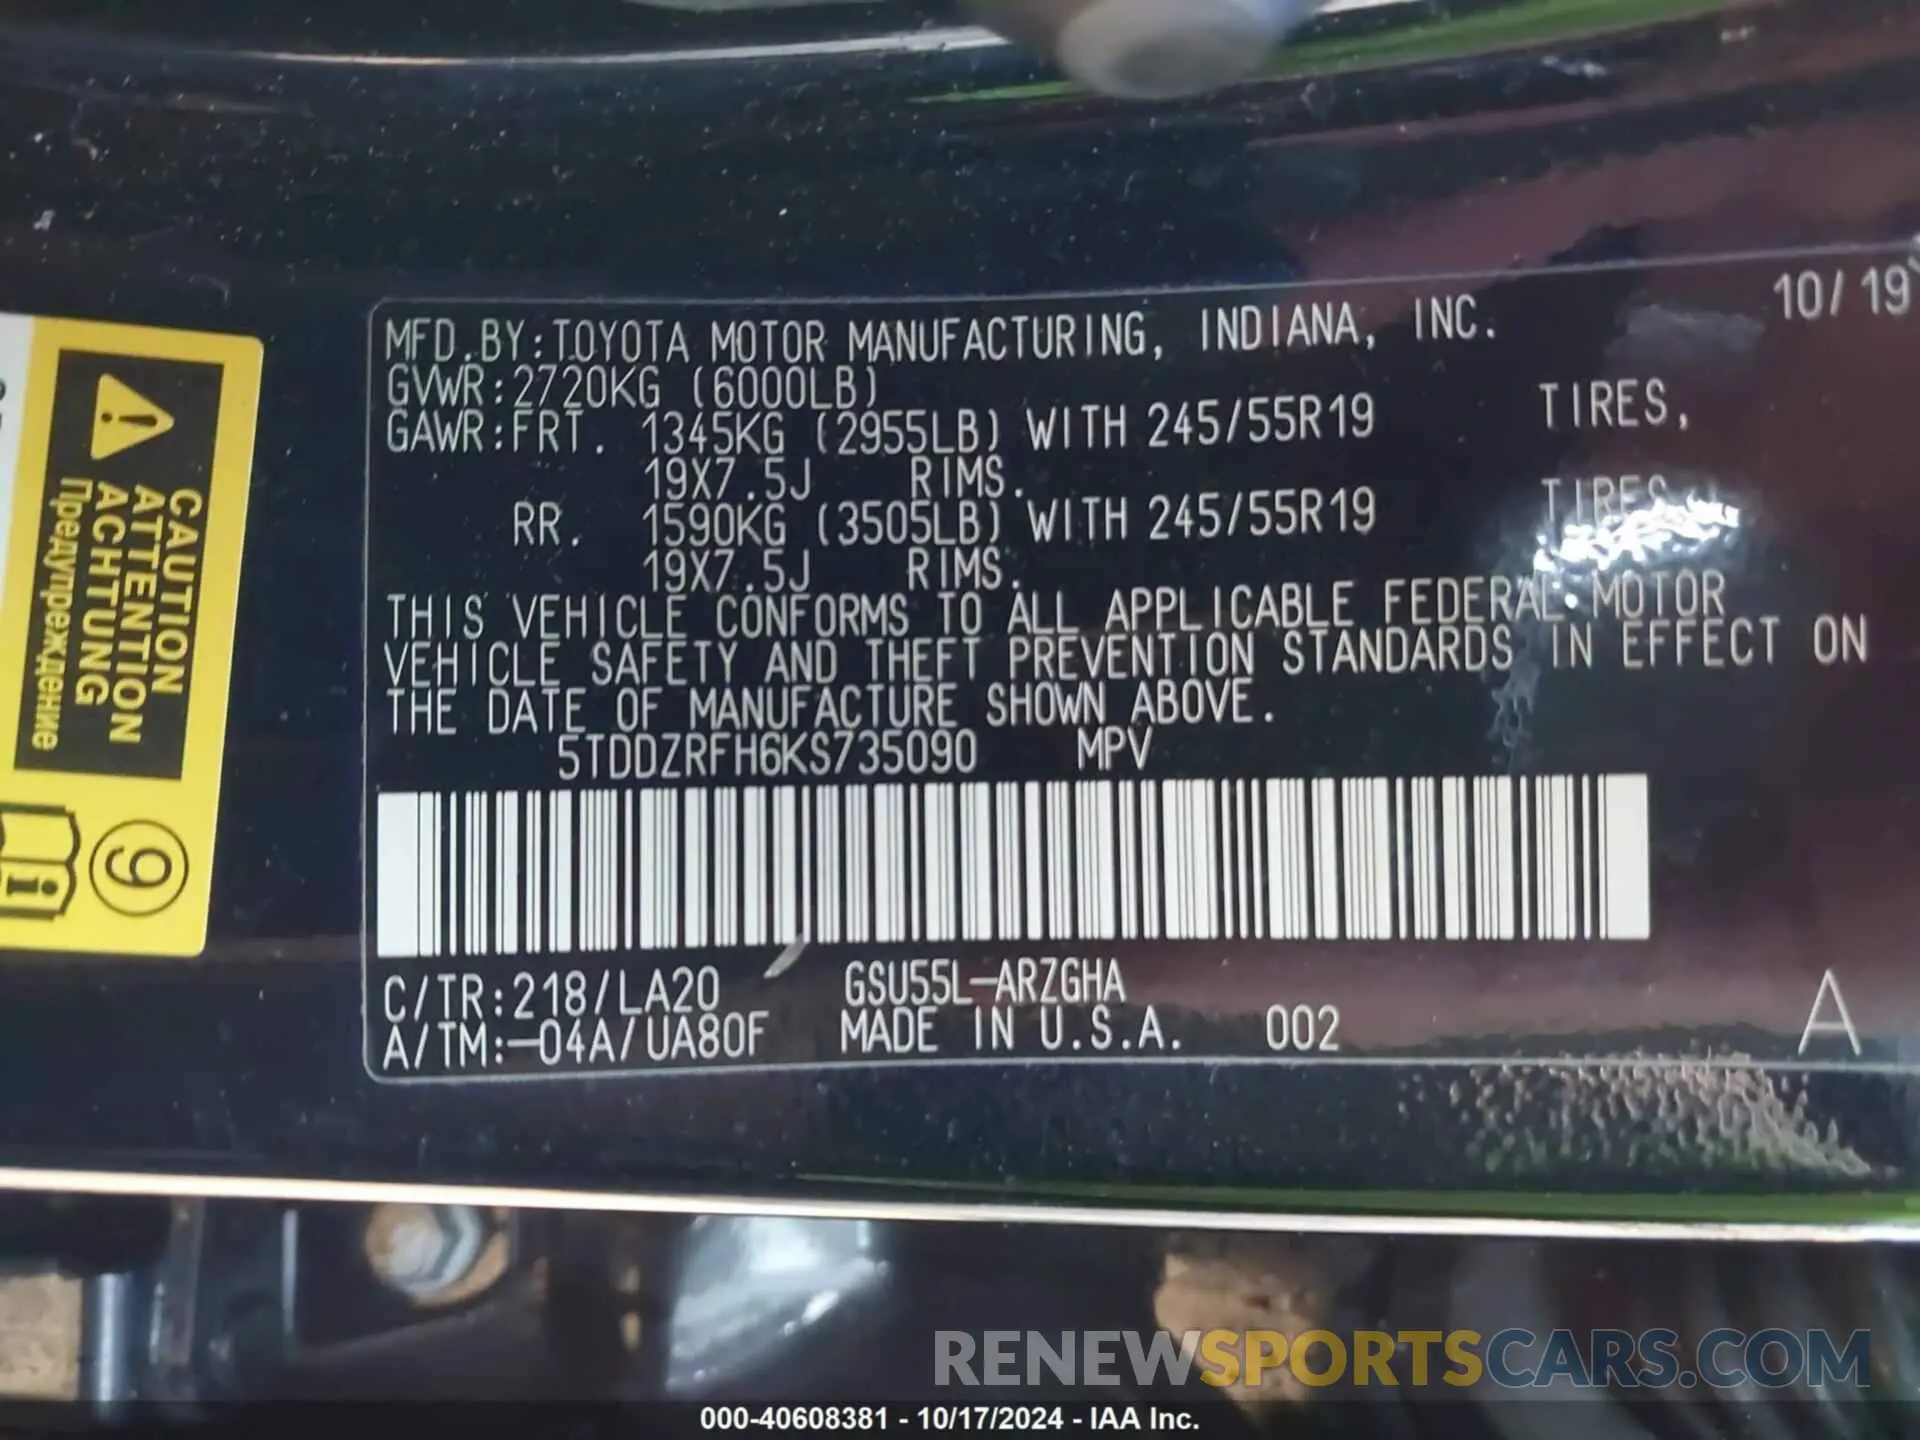 MFD.BY:TOYOTA MOTOR MANUFACTURING, INDIANA, INC. 10/19
GVWR:2720KG (6000LB)
GAWR:FRT. 1345KG (2955LB) WITH 245/55R19 TIRES,
19X7.5J RIMS.
RR. 1590KG (3505LB) WITH 245/55R19 TIRES
19X7.5J RIMS.
THIS VEHICLE CONFORMS TO ALL APPLICABLE FEDERAL MOTOR
VEHICLE SAFETY AND THEFT PREVENTION STANDARDS IN EFFECT ON
THE DATE OF MANUFACTURE SHOWN ABOVE.
5TDDZRFH6KS735090 MPV
C/TR:218/LA20 GSU55L-ARZGHA
A/TM:-04A/UA80F MADE IN U.S.A. 002 A
CAUTION
ATTENTION
ACHTUNG
Предупреждение
9
RENEWSPORTSCARS.COM
000-40608381 - 10/17/2024 - IAA Inc.